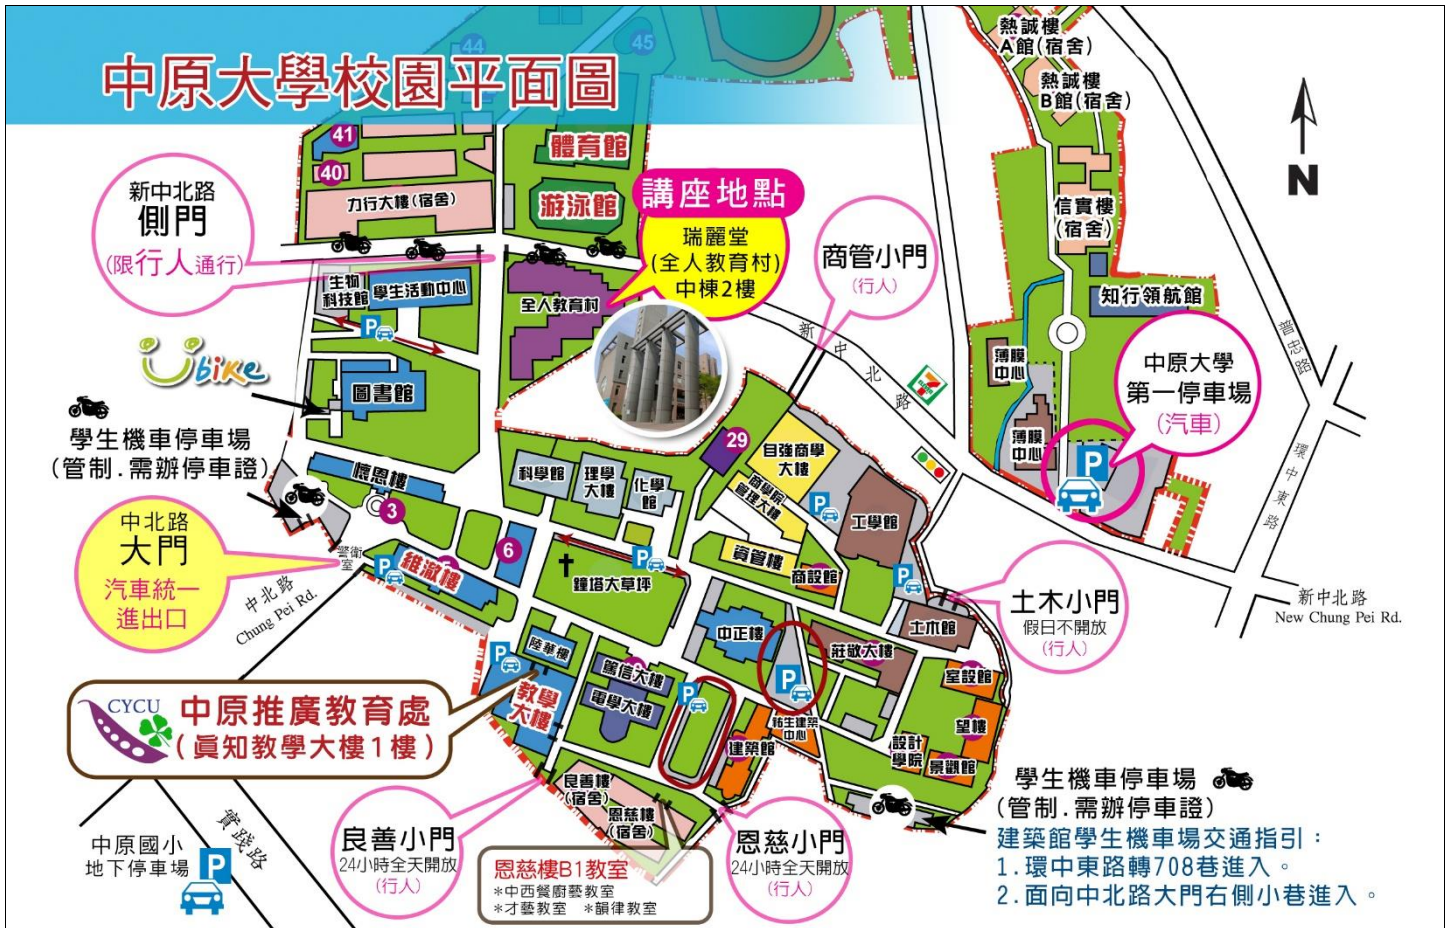 中原大學校園平面圖
44
45
41
40
體育館
游泳館
力行大樓(宿舍)
熱誠樓
A館(宿舍)
熱誠樓
B館(宿舍)
N
新中北路
側門
(限行人通行)
講座地點
瑞麗堂
(全人教育村)
中棟2樓
商管小門
(行人)
信實樓
(宿舍)
知行領航館
生物
科技館
學生活動中心
全人教育村
P
Ubike
圖書館
新中北路
7
普忠路
薄膜
中心
薄膜
中心
中原大學
第一停車場
(汽車)
P
環中東路
學生機車停車場
(管制.需辦停車證)
懷恩樓
3
科學館
理學
大樓
化學
館
29
自強商學
大樓
商學院
管理大樓
P
工學館
中北路
大門
汽車統一
進出口
警衛
室
中北路
Chung Pei Rd.
P
維澈樓
6
鐘塔大草坪
P
資管樓
商設館
P
土木小門
假日不開放
(行人)
新中北路
New Chung Pei Rd.
土木館
中正樓
莊敬大樓
P
室設館
P
陸華樓
篤信大樓
電學大樓
教學
大樓
P
CYCU
中原推廣教育處
(真知教學大樓1樓)
建築館
祐生建築
中心
設計
學院
望樓
景觀館
良善樓
(宿舍)
恩慈樓
(宿舍)
良善小門
24小時全天開放
(行人)
恩慈樓B1教室
*中西餐廚藝教室
*才藝教室 *韻律教室
恩慈小門
24小時全天開放
(行人)
實踐路
中原國小
地下停車場
P
學生機車停車場
(管制.需辦停車證)
建築館學生機車場交通指引：
1.環中東路轉708巷進入。
2.面向中北路大門右側小巷進入。